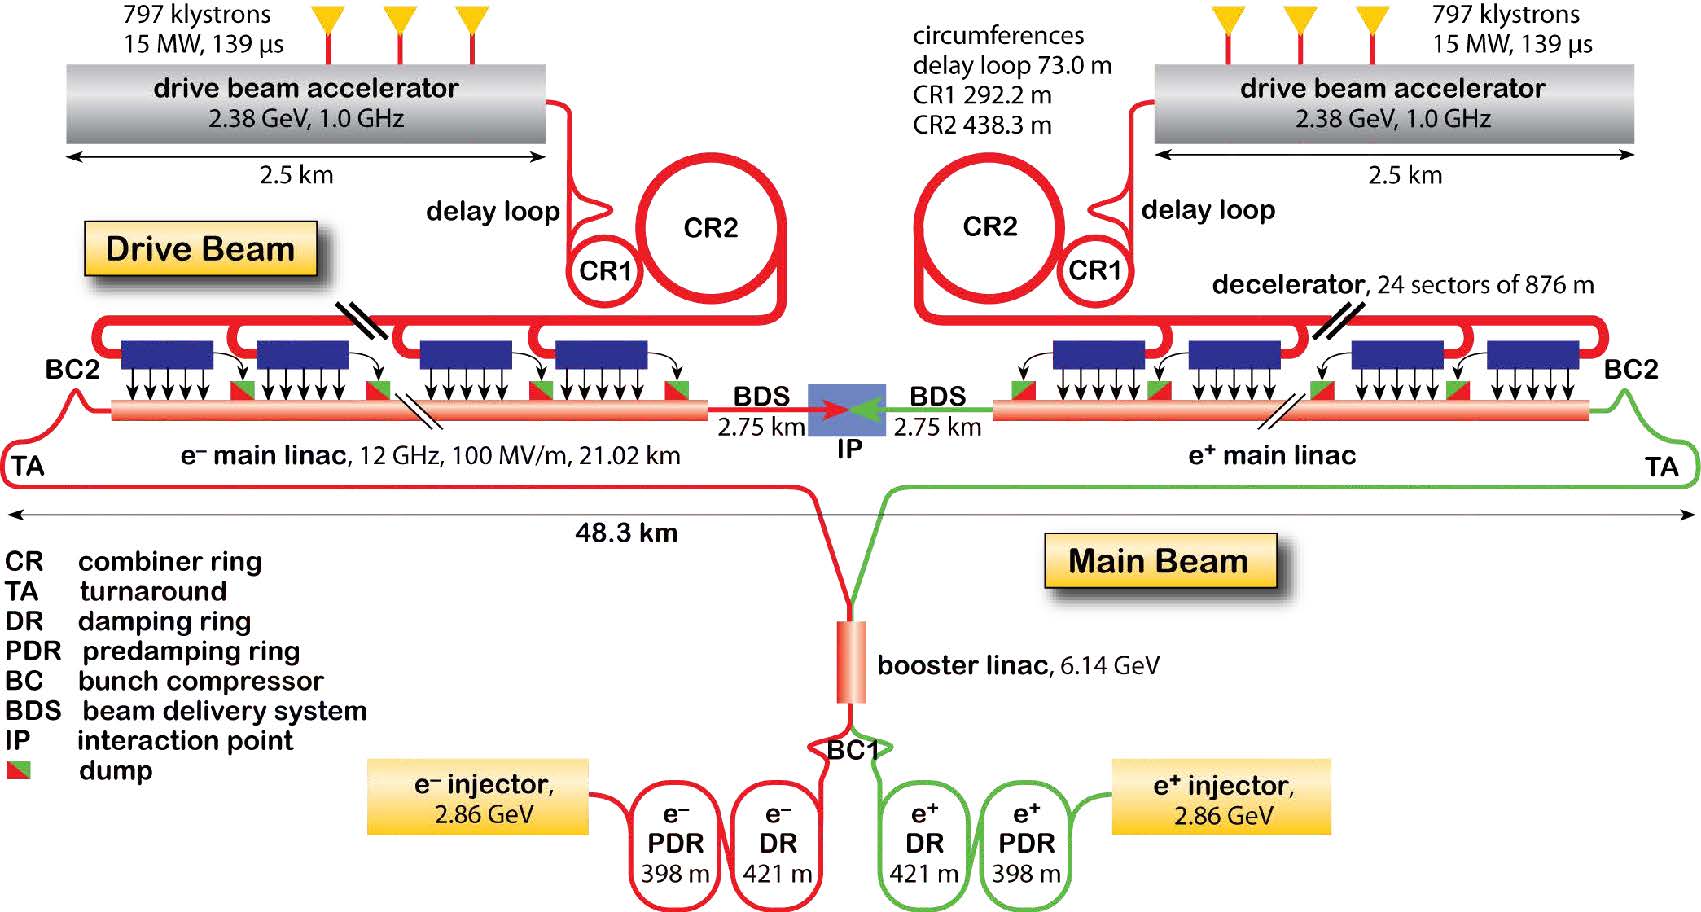 797 klystrons
15 MW, 139 µs
drive beam accelerator
2.38 GeV, 1.0 GHz
2.5 km
delay loop
CR1
CR2
Drive Beam
circumferences
delay loop 73.0 m
CR1 292.2 m
CR2 438.3 m
797 klystrons
15 MW, 139 µs
drive beam accelerator
2.38 GeV, 1.0 GHz
2.5 km
delay loop
CR2
CR1
decelerator, 24 sectors of 876 m
BC2
BDS
2.75 km
IP
BDS
2.75 km
BC2
TA
e⁻ main linac, 12 GHz, 100 MV/m, 21.02 km
e⁺ main linac
TA
48.3 km
Main Beam
CR combiner ring
TA turnaround
DR damping ring
PDR predamping ring
BC bunch compressor
BDS beam delivery system
IP interaction point
dump
booster linac, 6.14 GeV
BC1
e⁻ injector,
2.86 GeV
e⁻
PDR
398 m
e⁻
DR
421 m
e⁺
DR
421 m
e⁺
PDR
398 m
e⁺ injector,
2.86 GeV